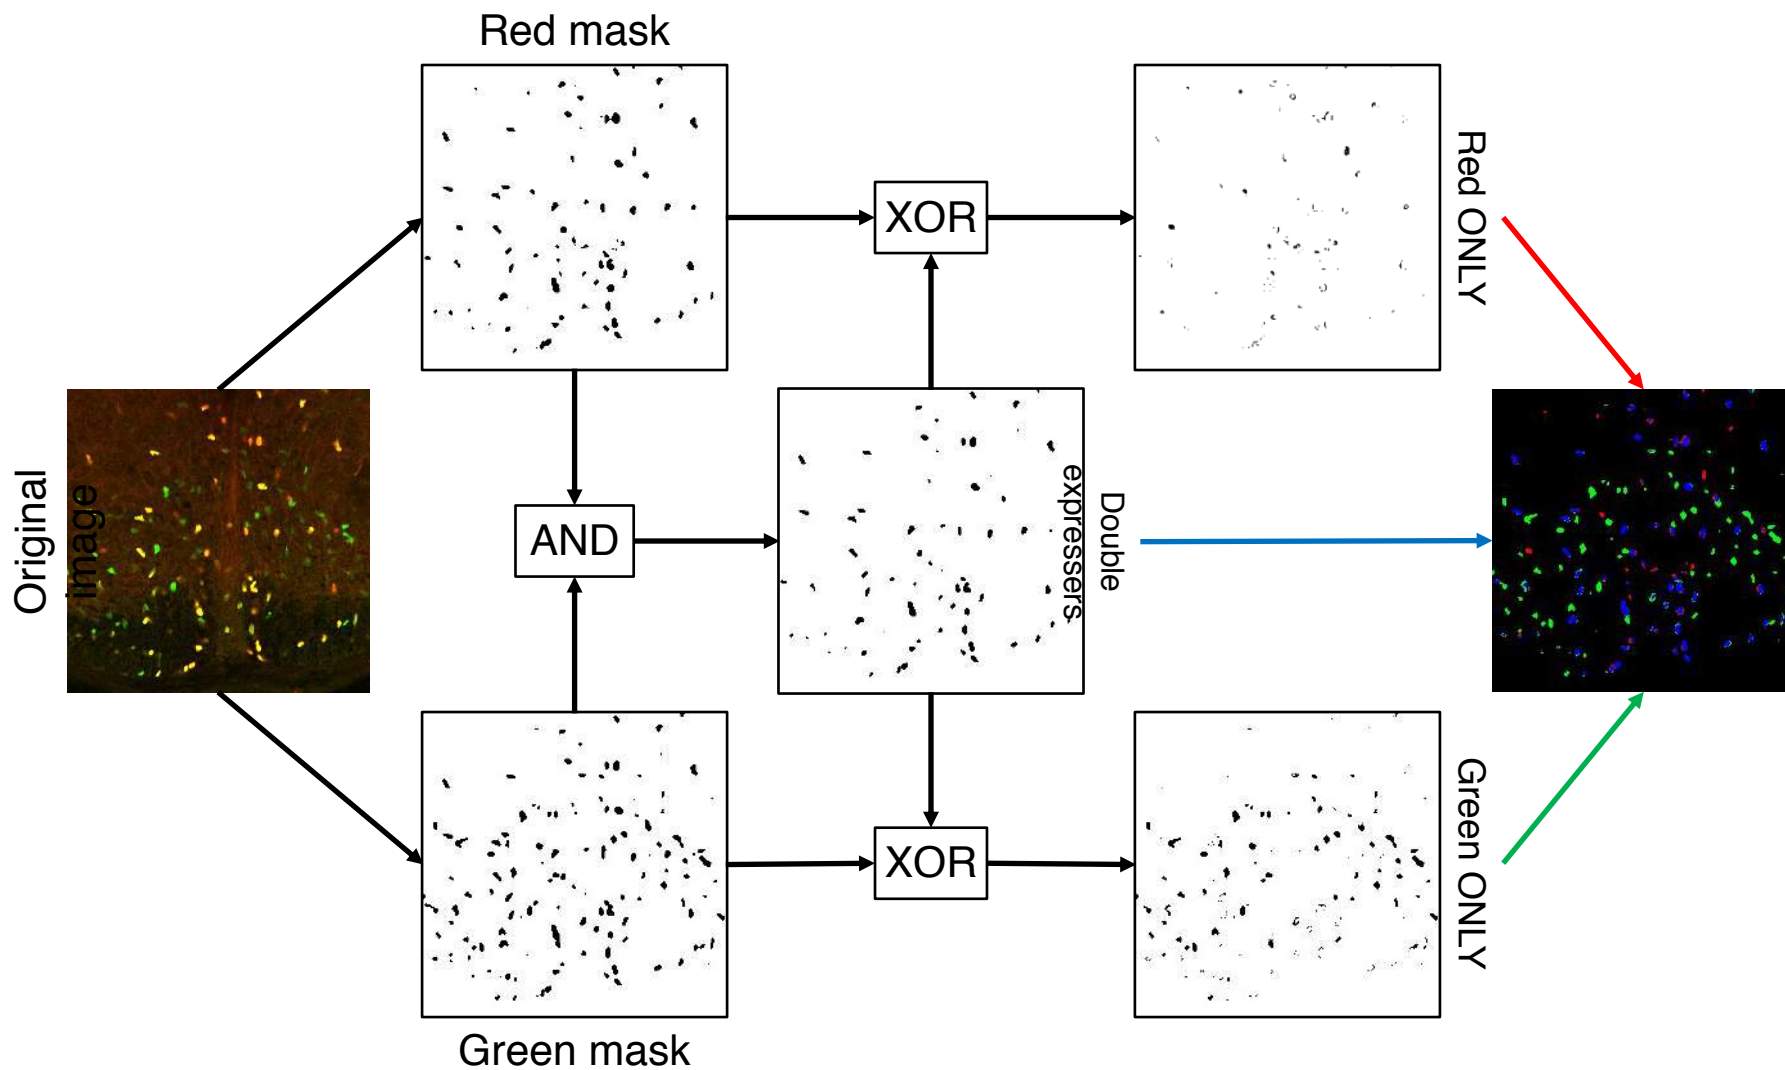 Red mask
Original
image
XOR
Red ONLY
AND
Double
expressers
XOR
Green ONLY
Green mask